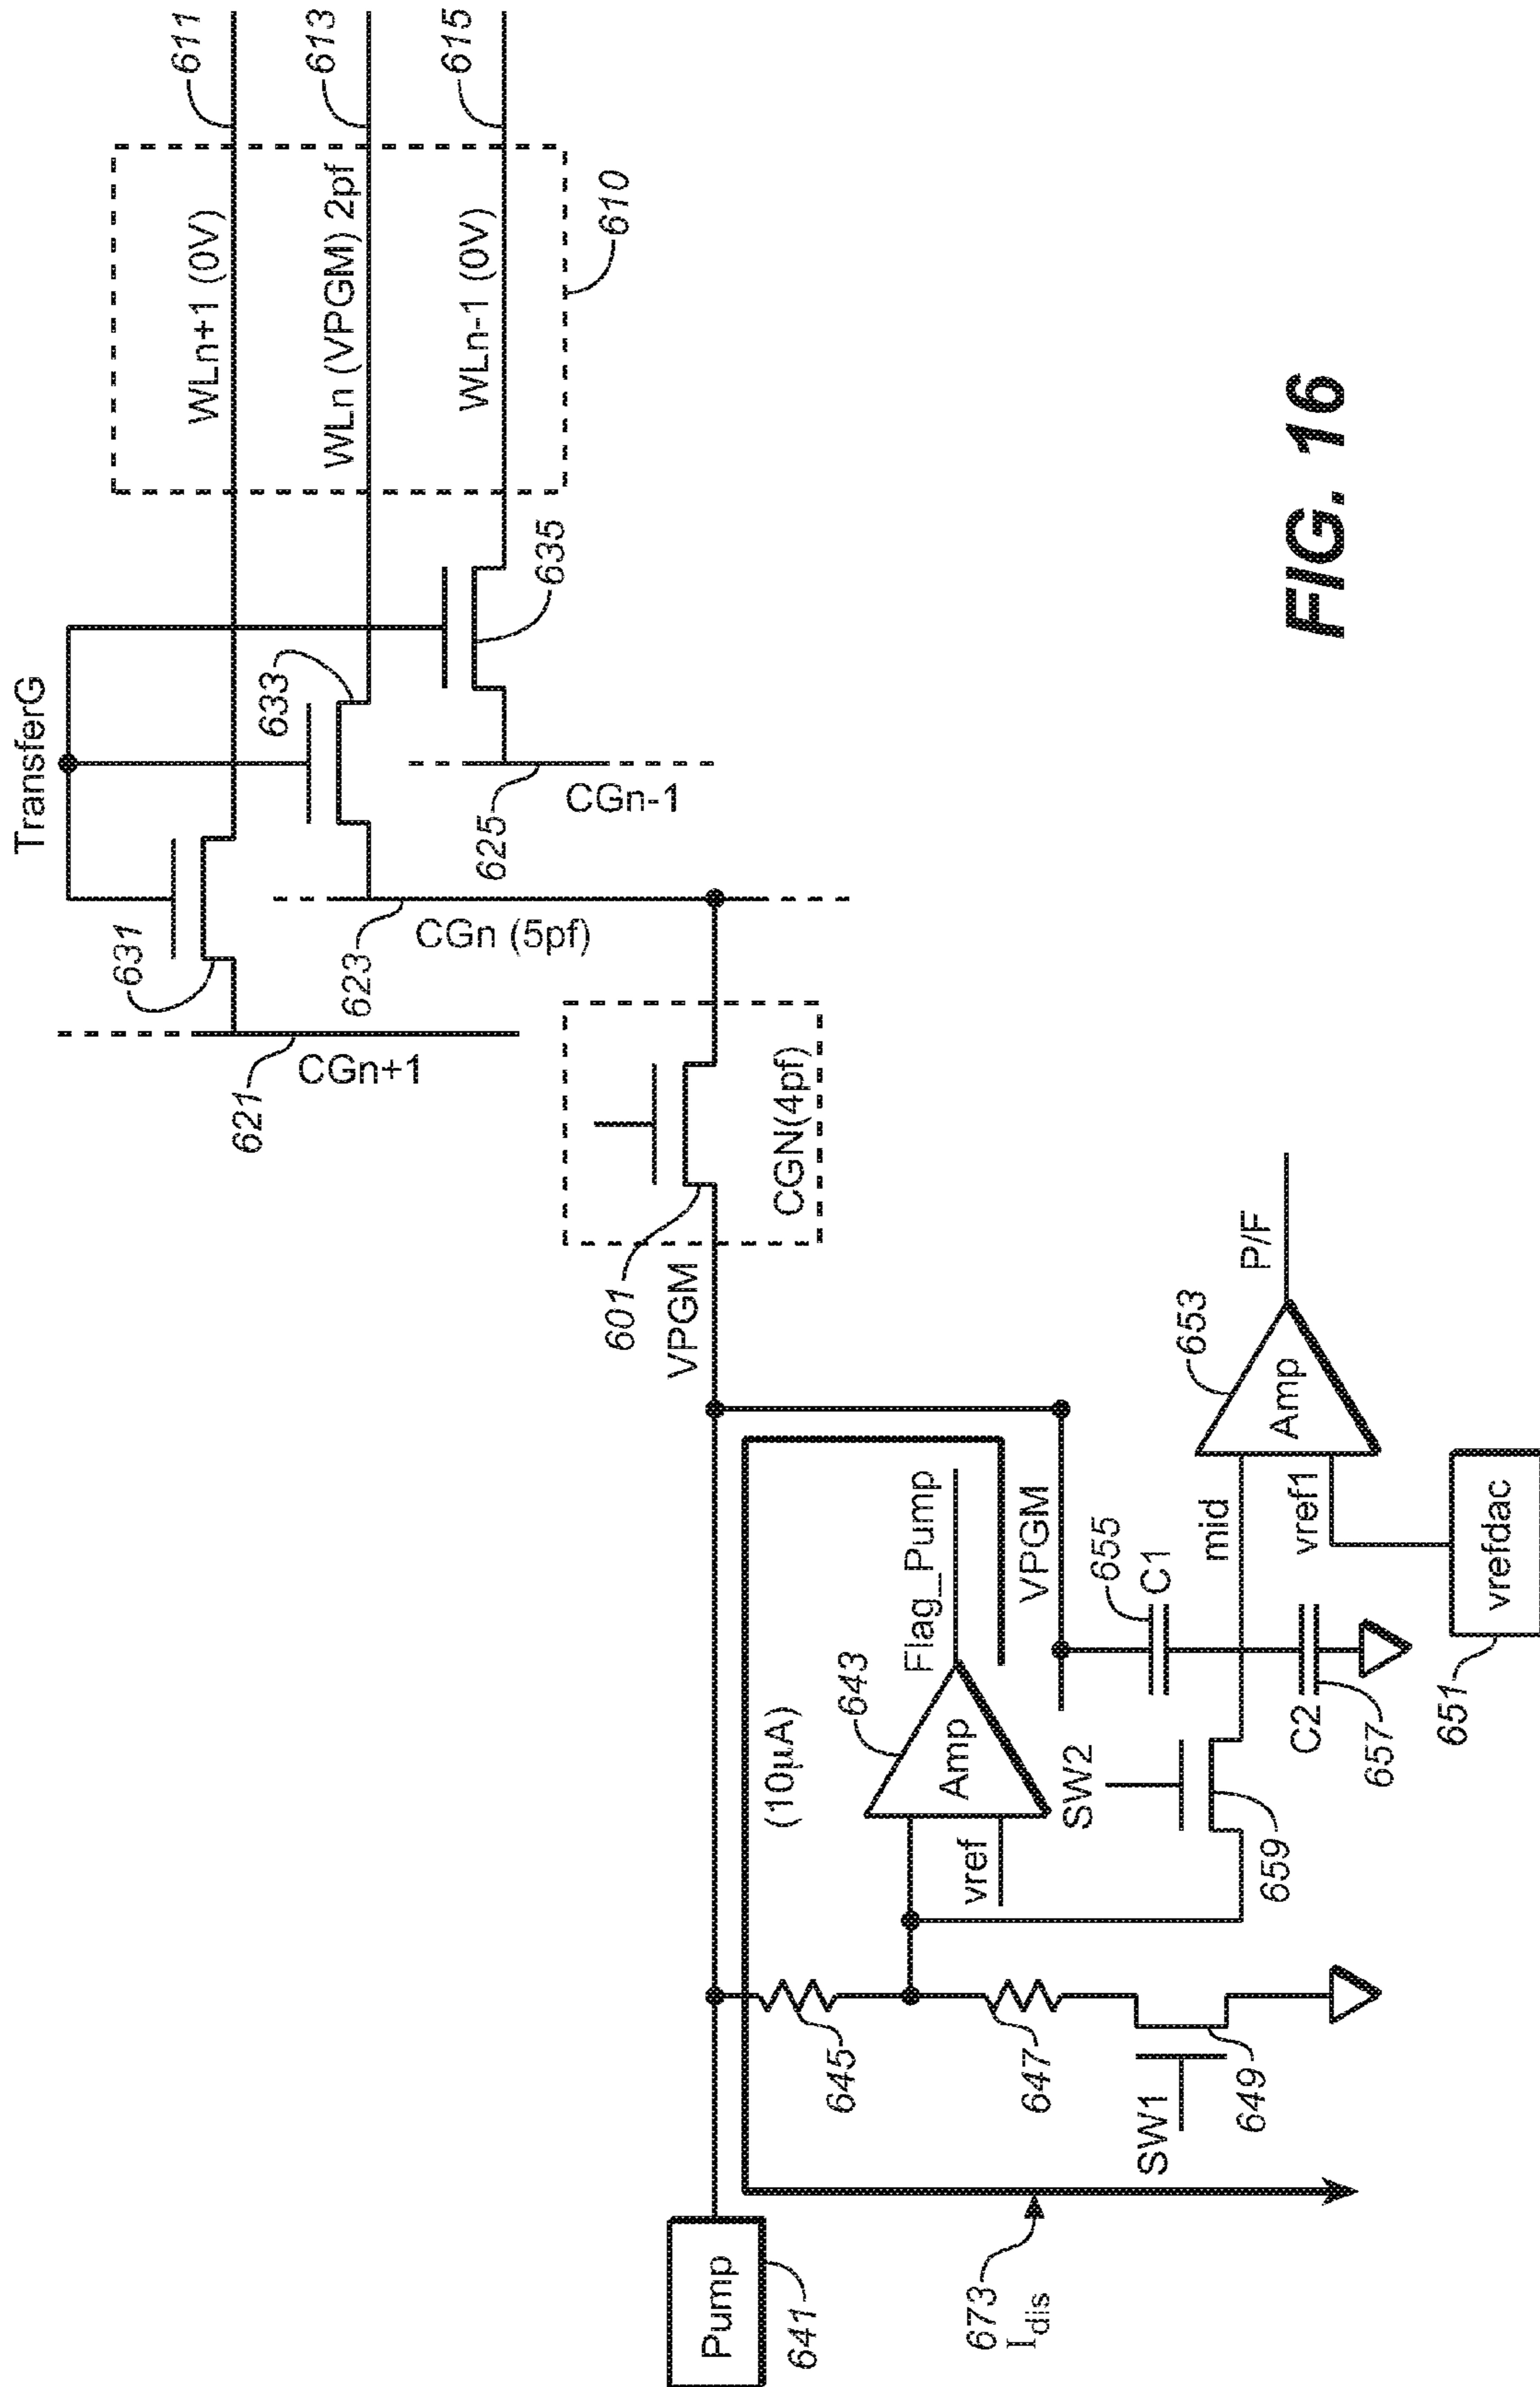 TransferG
WLn+1 (0V)
611
WLn (VPGM) 2pf
613
WLn-1 (0V)
615
610
631
633
635
CGn+1
621
CGn (5pf)
623
CGn-1
625
VPGM
601
CGN(4pf)
Pump
641
(10µA)
673
I_dis
645
647
SW1
649
vref
Amp
643
Flag_Pump
VPGM
SW2
659
C1
655
C2
657
mid
vref1
Amp
653
P/F
vrefdac
651
FIG. 16